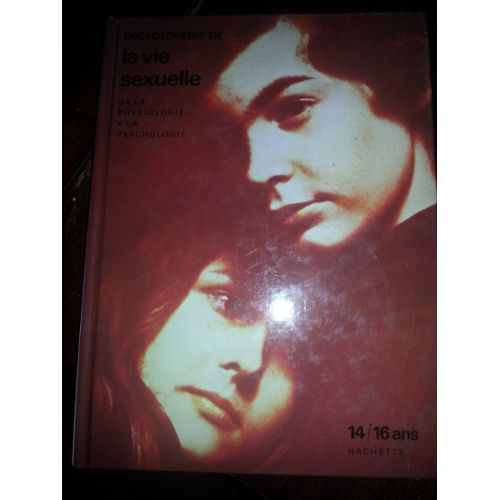 ENCYCLOPÉDIE DE
la vie
sexuelle
DE LA
PHYSIOLOGIE
A LA
PSYCHOLOGIE
14/16 ans
HACHETTE